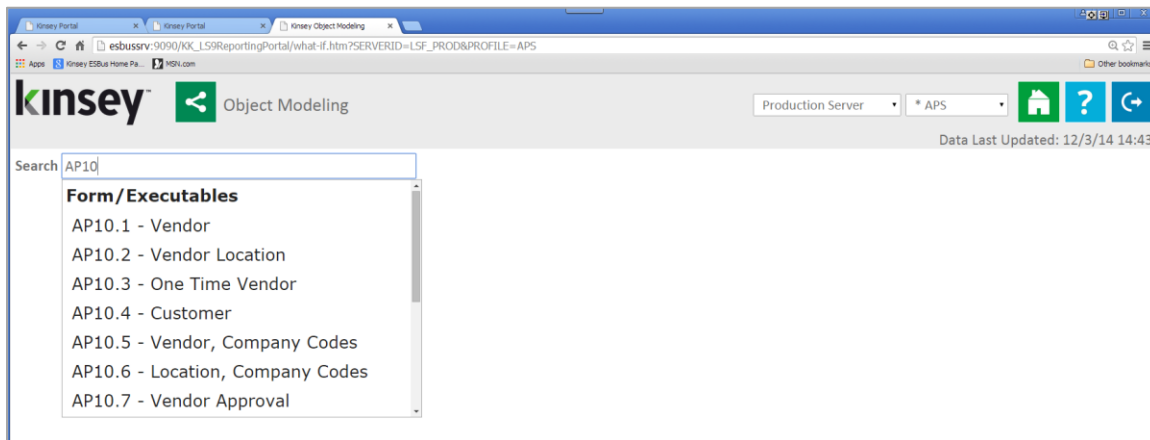 Kinsey Portal
Kinsey Portal
Kinsey Object Modeling
esbussrv:9090/KK_LS9ReportingPortal/what-if.htm?SERVERID=LSF_PROD&PROFILE=APS
Apps Kinsey ESBus Home Pa... MSN.com Other bookmarks
kinsey™ Object Modeling Production Server * APS ?
Data Last Updated: 12/3/14 14:43
Search AP10
Form/Executables
AP10.1 - Vendor
AP10.2 - Vendor Location
AP10.3 - One Time Vendor
AP10.4 - Customer
AP10.5 - Vendor, Company Codes
AP10.6 - Location, Company Codes
AP10.7 - Vendor Approval